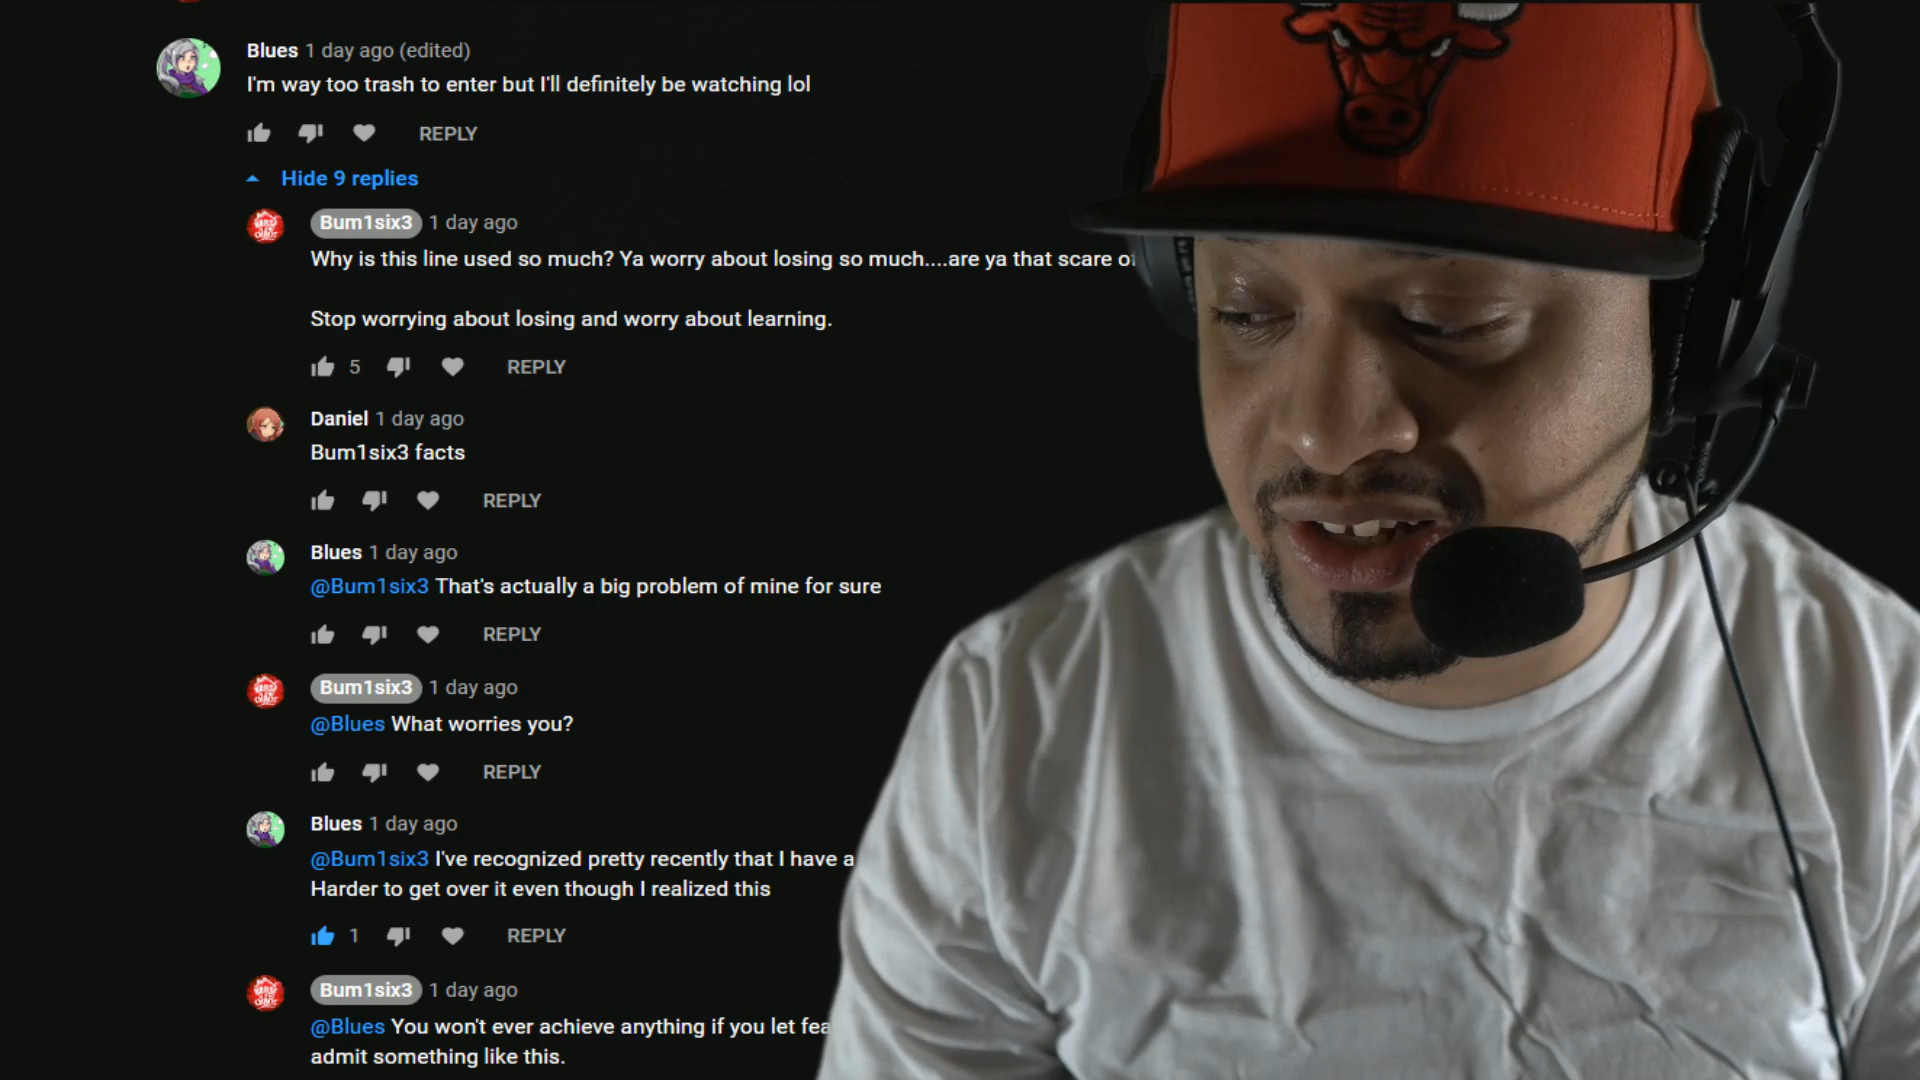 Blues 1 day ago (edited)
I'm way too trash to enter but I'll definitely be watching lol
REPLY
Hide 9 replies
Bum1six3 1 day ago
Why is this line used so much? Ya worry about losing so much....are ya that scare
Stop worrying about losing and worry about learning.
5 REPLY
Daniel 1 day ago
Bum1six3 facts
REPLY
Blues 1 day ago
@Bum1six3 That's actually a big problem of mine for sure
REPLY
Bum1six3 1 day ago
@Blues What worries you?
REPLY
Blues 1 day ago
@Bum1six3 I've recognized pretty recently that I have a
Harder to get over it even though I realized this
1 REPLY
Bum1six3 1 day ago
@Blues You won't ever achieve anything if you let
admit something like this.